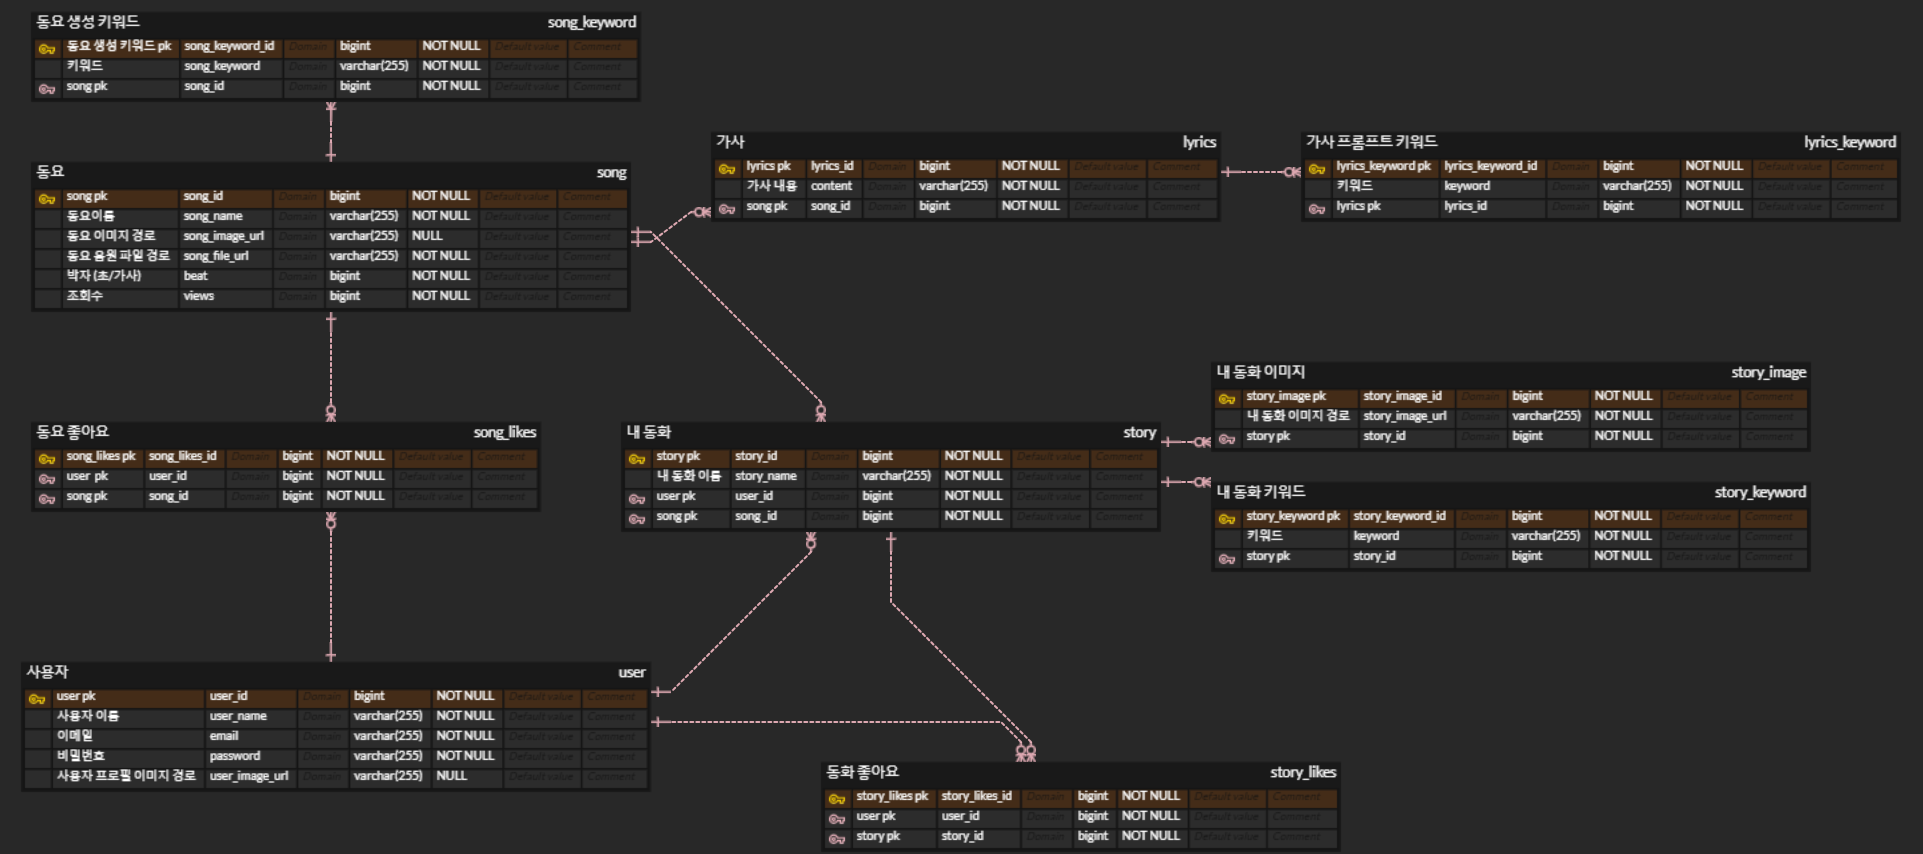 동요 생성 키워드 song_keyword
동요 생성 키워드 pk song_keyword_id Domain bigint NOT NULL Default value Comment
키워드 song_keyword Domain varchar(255) NOT NULL Default value Comment
song pk song_id Domain bigint NOT NULL Default value Comment
동요 song
song pk song_id Domain bigint NOT NULL Default value Comment
동요이름 song_name Domain varchar(255) NOT NULL Default value Comment
동요 이미지 경로 song_image_url Domain varchar(255) NULL Default value Comment
동요 음원 파일 경로 song_file_url Domain varchar(255) NOT NULL Default value Comment
박자 (초/가사) beat Domain bigint NOT NULL Default value Comment
조회수 views Domain bigint NOT NULL Default value Comment
가사 lyrics
lyrics pk lyrics_id Domain bigint NOT NULL Default value Comment
가사 내용 content Domain varchar(255) NOT NULL Default value Comment
song pk song_id Domain bigint NOT NULL Default value Comment
가사 프롬프트 키워드 lyrics_keyword
lyrics_keyword pk lyrics_keyword_id Domain bigint NOT NULL Default value Comment
키워드 keyword Domain varchar(255) NOT NULL Default value Comment
lyrics pk lyrics_id Domain bigint NOT NULL Default value Comment
동요 좋아요 song_likes
song_likes pk song_likes_id Domain bigint NOT NULL Default value Comment
user pk user_id Domain bigint NOT NULL Default value Comment
song pk song_id Domain bigint NOT NULL Default value Comment
내 동화 story
story pk story_id Domain bigint NOT NULL Default value Comment
내 동화 이름 story_name Domain varchar(255) NOT NULL Default value Comment
user pk user_id Domain bigint NOT NULL Default value Comment
song pk song_id Domain bigint NOT NULL Default value Comment
내 동화 이미지 story_image
story_image pk story_image_id Domain bigint NOT NULL Default value Comment
내 동화 이미지 경로 story_image_url Domain varchar(255) NOT NULL Default value Comment
story pk story_id Domain bigint NOT NULL Default value Comment
내 동화 키워드 story_keyword
story_keyword pk story_keyword_id Domain bigint NOT NULL Default value Comment
키워드 keyword Domain varchar(255) NOT NULL Default value Comment
story pk story_id Domain bigint NOT NULL Default value Comment
사용자 user
user pk user_id Domain bigint NOT NULL Default value Comment
사용자 이름 user_name Domain varchar(255) NOT NULL Default value Comment
이메일 email Domain varchar(255) NOT NULL Default value Comment
비밀번호 password Domain varchar(255) NOT NULL Default value Comment
사용자 프로필 이미지 경로 user_image_url Domain varchar(255) NULL Default value Comment
동화 좋아요 story_likes
story_likes pk story_likes_id Domain bigint NOT NULL Default value Comment
user pk user_id Domain bigint NOT NULL Default value Comment
story pk story_id Domain bigint NOT NULL Default value Comment